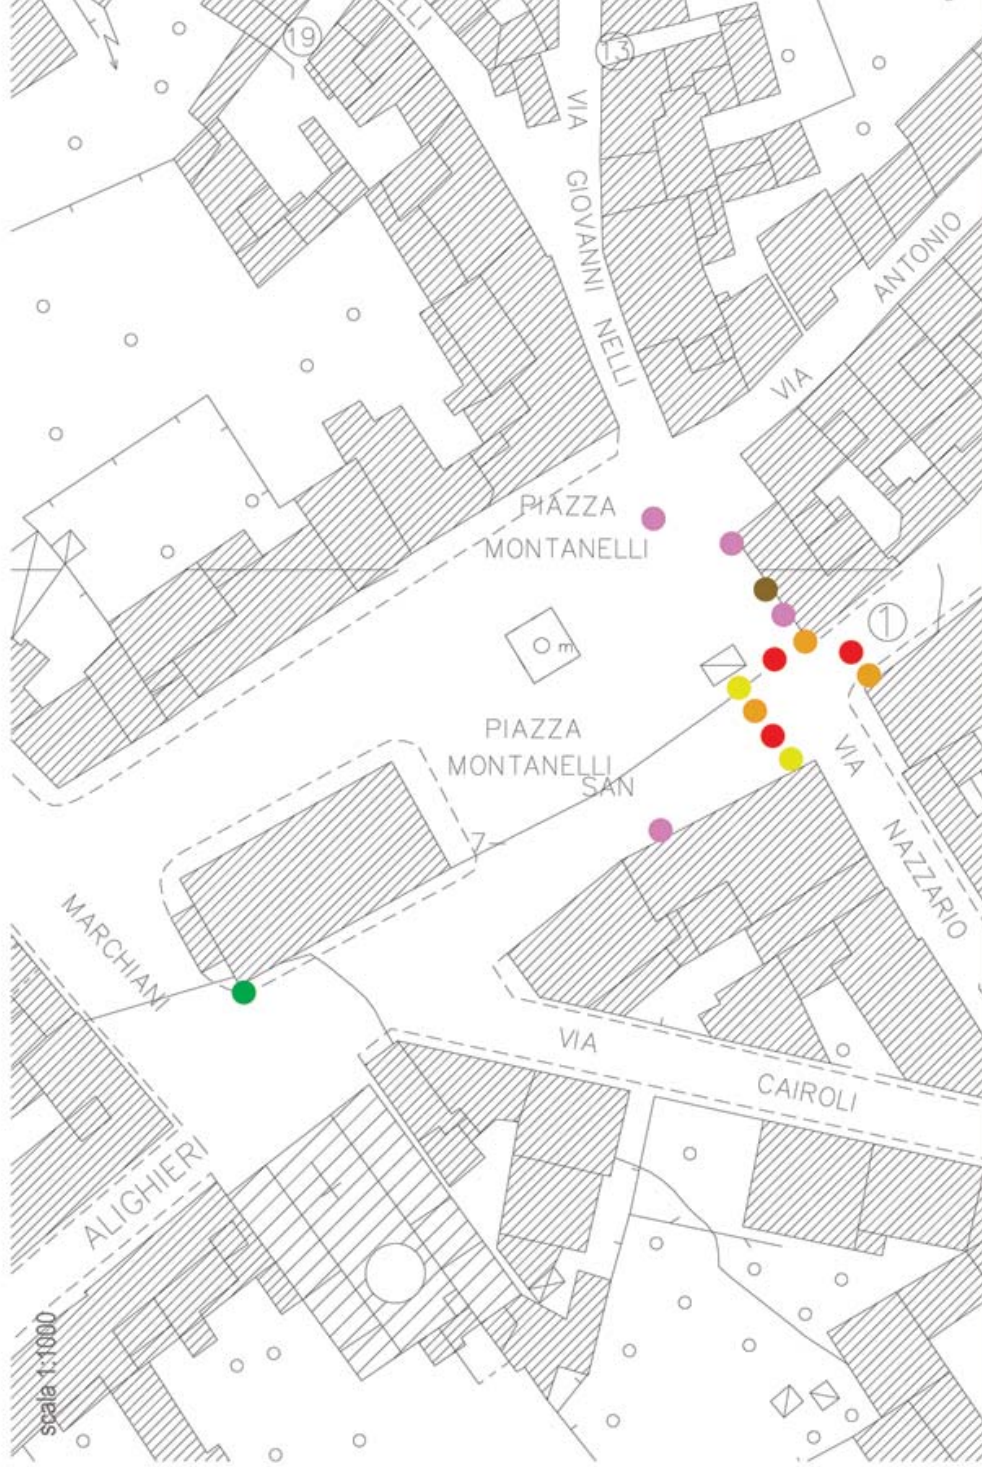 19
13
VIA GIOVANNI NELLI
VIA ANTONIO
PIAZZA
MONTANELLI
1
m
PIAZZA
MONTANELLI
SAN
VIA NAZZARIO
7
MARCHIAN
VIA CAIROLI
ALIGHIERI
scala 1:1000